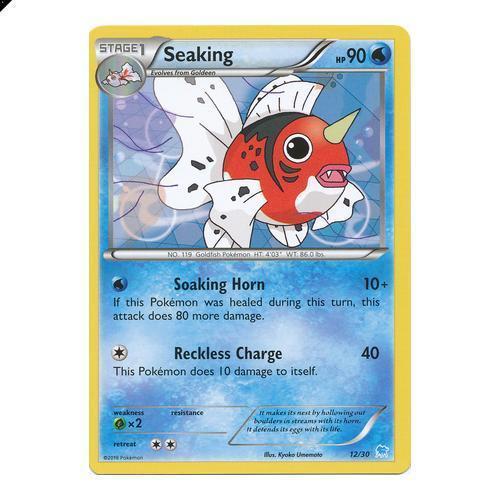 STAGE1 Seaking HP 90
Evolves from Goldeen
NO. 119 Goldfish Pokémon HT: 4'03" WT: 86.0 lbs.
Soaking Horn 10+
If this Pokémon was healed during this turn, this
attack does 80 more damage.
Reckless Charge 40
This Pokémon does 10 damage to itself.
weakness resistance
×2
retreat
It makes its nest by hollowing out
boulders in streams with its horn.
It defends its eggs with its life.
©2016 Pokémon Illus. Kyoko Umemoto 12/30